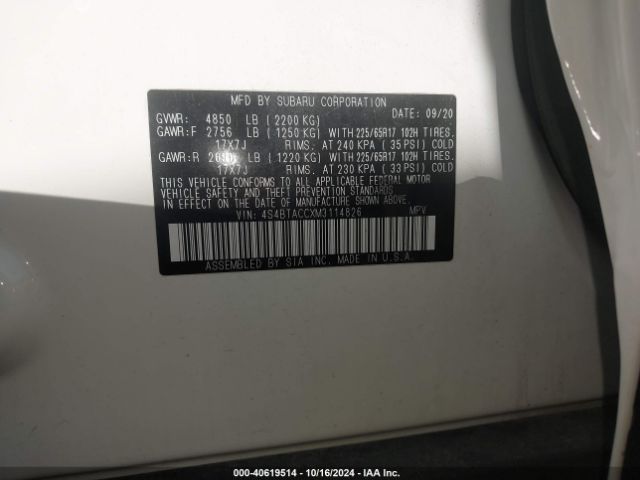 MFD BY SUBARU CORPORATION
DATE: 09/20
GVWR: 4850 LB (2200 KG)
GAWR:F 2756 LB (1250 KG) WITH 225/65R17 102H TIRES.
17X7J RIMS. AT 240 KPA (35 PSI) COLD
GAWR:R LB (1220 KG) WITH 225/65R17 102H TIRES.
17X7J RIMS. AT 230 KPA (33 PSI) COLD
THIS VEHICLE CONFORMS TO ALL APPLICABLE FEDERAL MOTOR
VEHICLE SAFETY AND THEFT PREVENTION STANDARDS
IN EFFECT ON THE DATE OF MANUFACTURE SHOWN ABOVE.
VIN: 4S4BTACCXM3114826 MPV
ASSEMBLED BY SIA INC. MADE IN U.S.A.
000-40619514 | 10/16/2024 | IAA Inc.